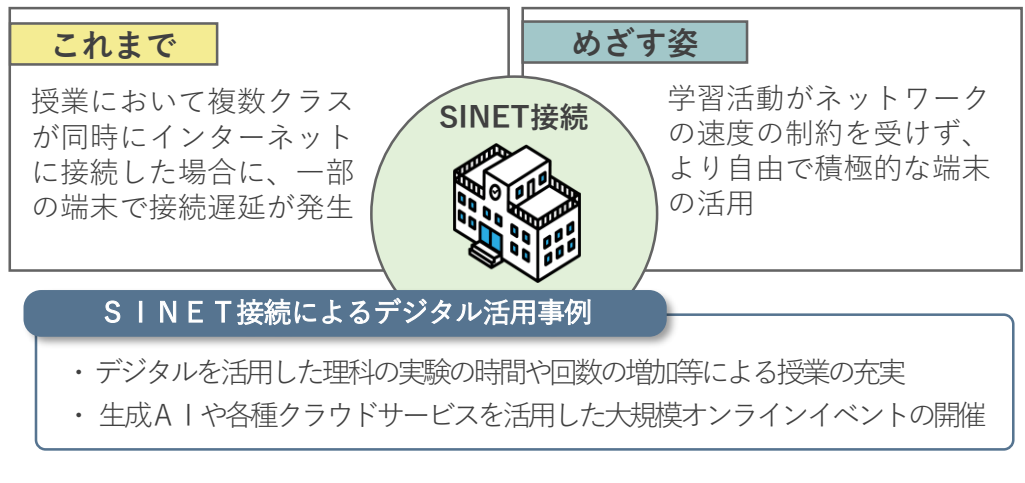 これまで
授業において複数クラス
が同時にインターネット
に接続した場合に、一部
の端末で接続遅延が発生
SINET接続
めざす姿
学習活動がネットワーク
の速度の制約を受けず、
より自由で積極的な端末
の活用
ＳＩＮＥＴ接続によるデジタル活用事例
・ デジタルを活用した理科の実験の時間や回数の増加等による授業の充実
・ 生成ＡＩや各種クラウドサービスを活用した大規模オンラインイベントの開催